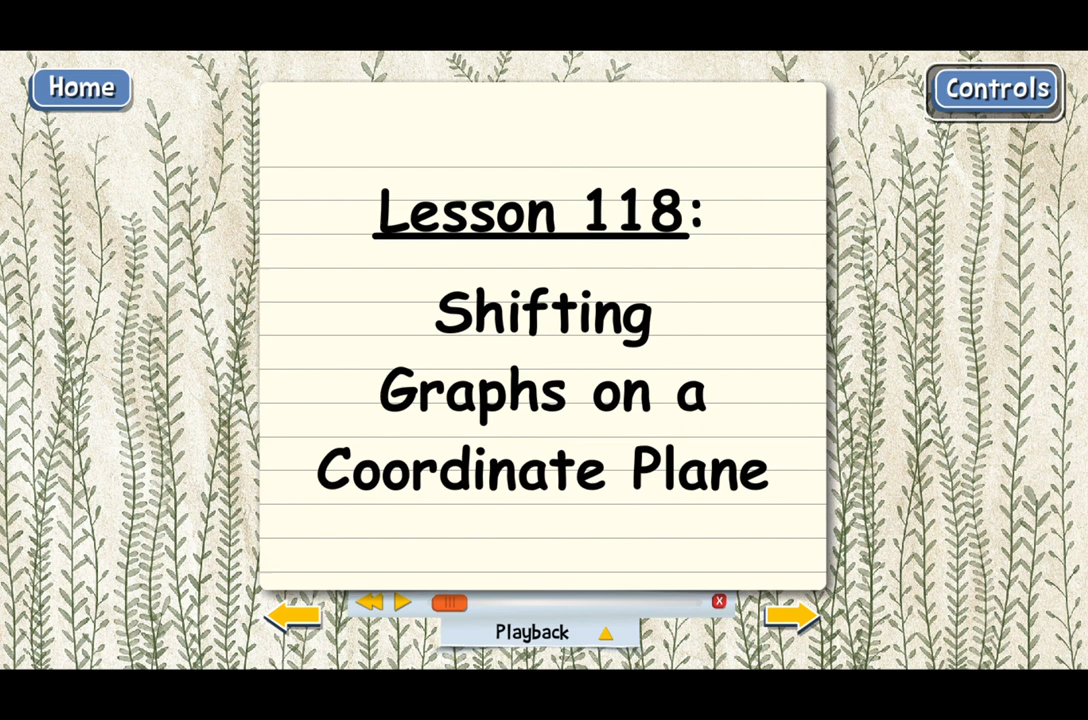 Home
Controls
Lesson 118:
Shifting
Graphs on a
Coordinate Plane
Playback